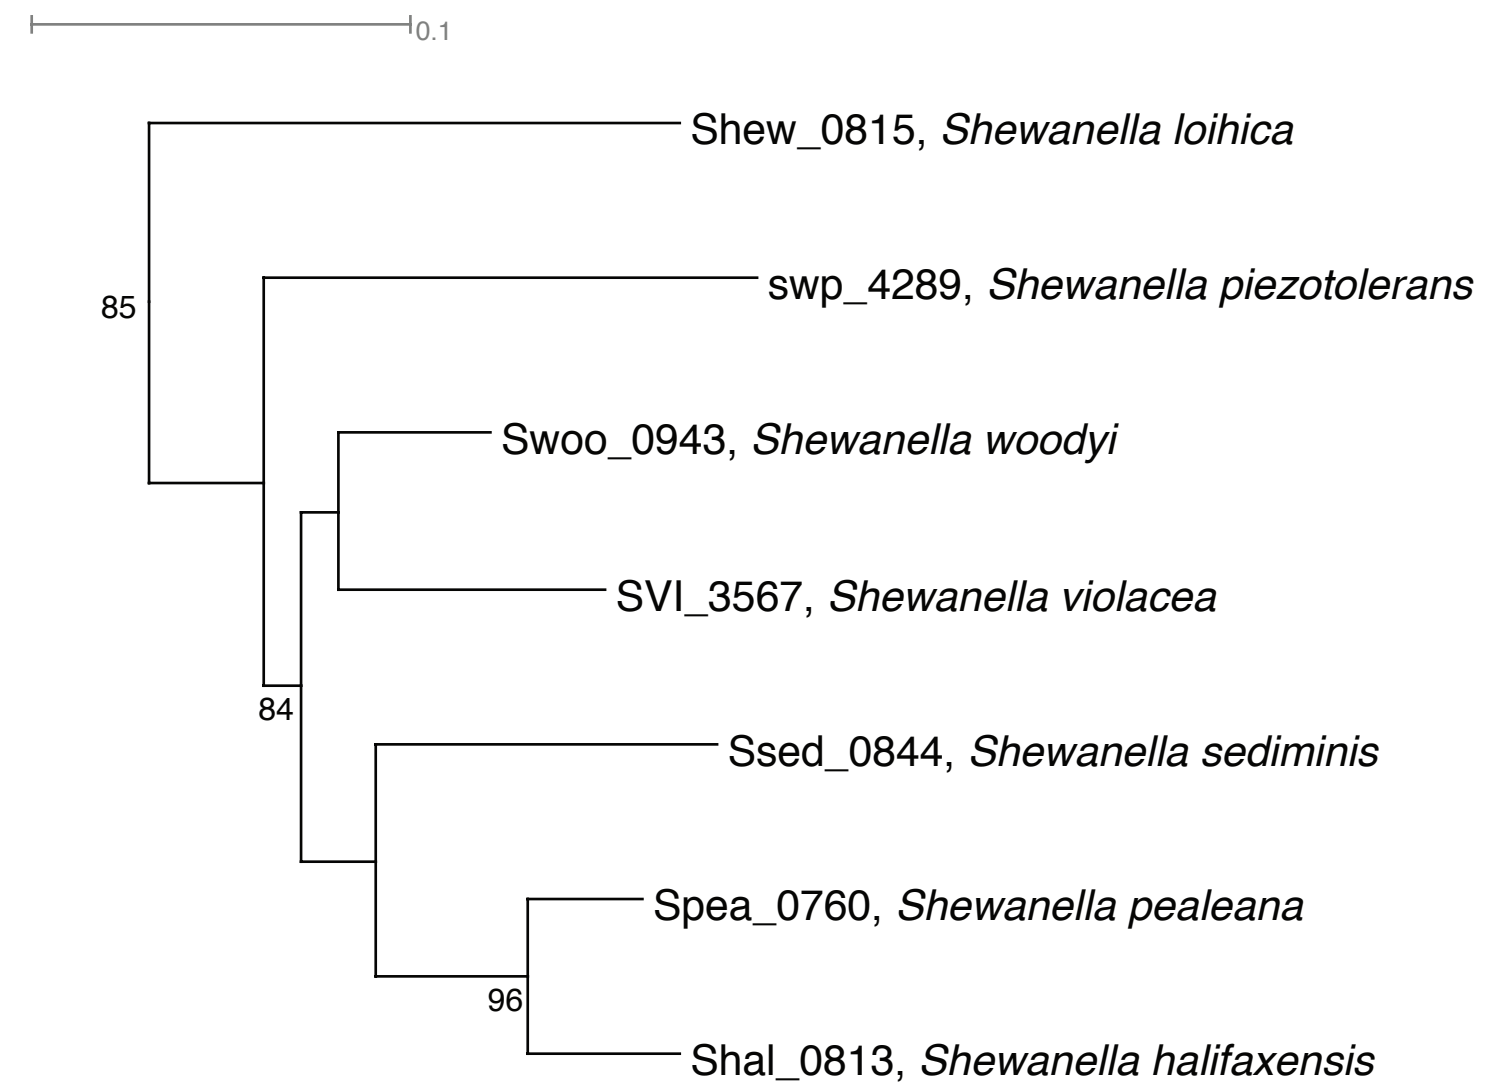 0.1
Shew_0815, Shewanella loihica
swp_4289, Shewanella piezotolerans
85
Swoo_0943, Shewanella woodyi
SVI_3567, Shewanella violacea
84
Ssed_0844, Shewanella sediminis
Spea_0760, Shewanella pealeana
96
Shal_0813, Shewanella halifaxensis